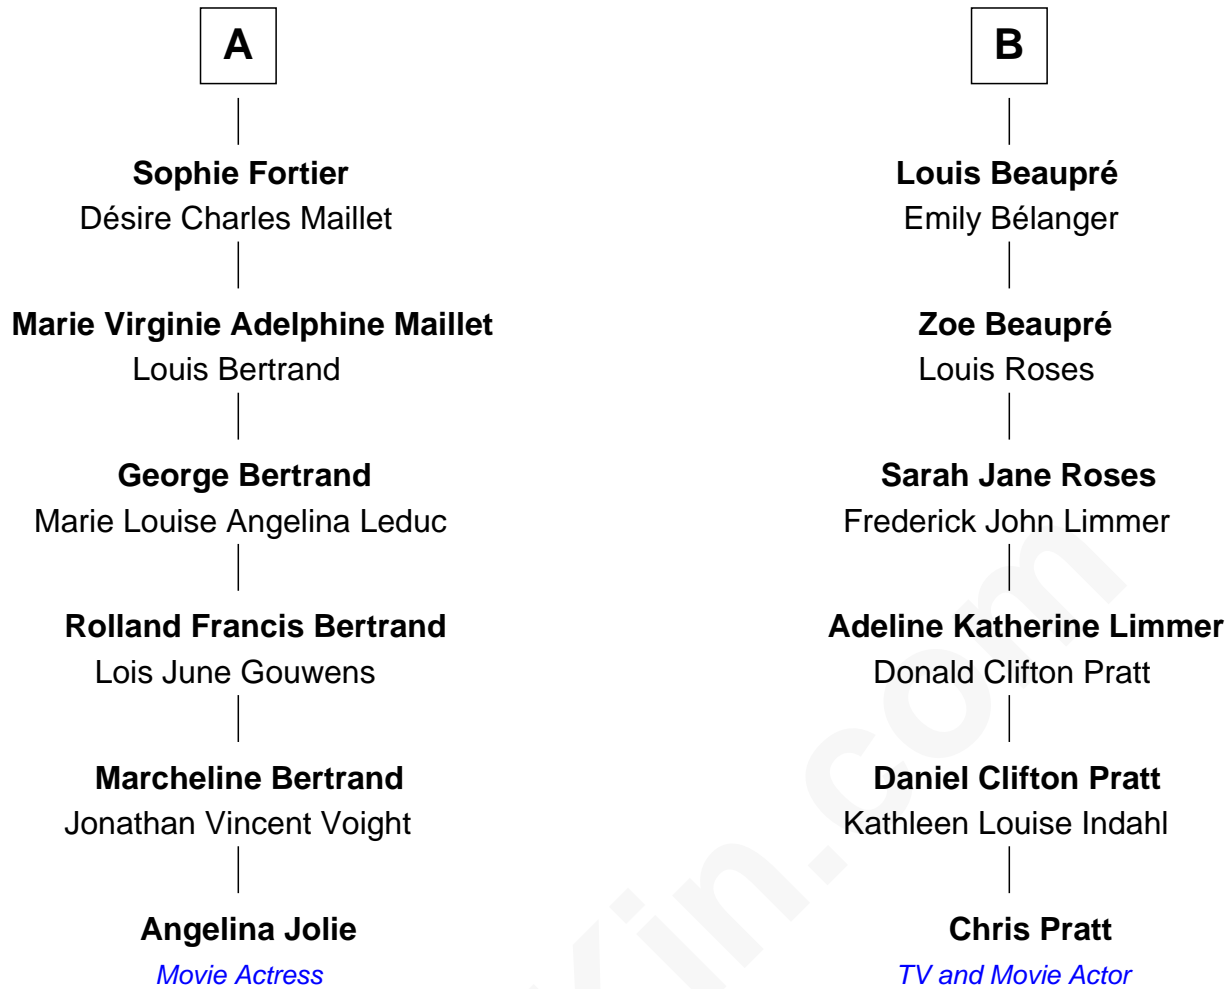 A
Sophie Fortier
Désire Charles Maillet
Marie Virginie Adelphine Maillet
Louis Bertrand
George Bertrand
Marie Louise Angelina Leduc
Rolland Francis Bertrand
Lois June Gouwens
Marcheline Bertrand
Jonathan Vincent Voight
Angelina Jolie
Movie Actress
B
Louis Beaupré
Emily Bélanger
Zoe Beaupré
Louis Roses
Sarah Jane Roses
Frederick John Limmer
Adeline Katherine Limmer
Donald Clifton Pratt
Daniel Clifton Pratt
Kathleen Louise Indahl
Chris Pratt
TV and Movie Actor
Kin.com